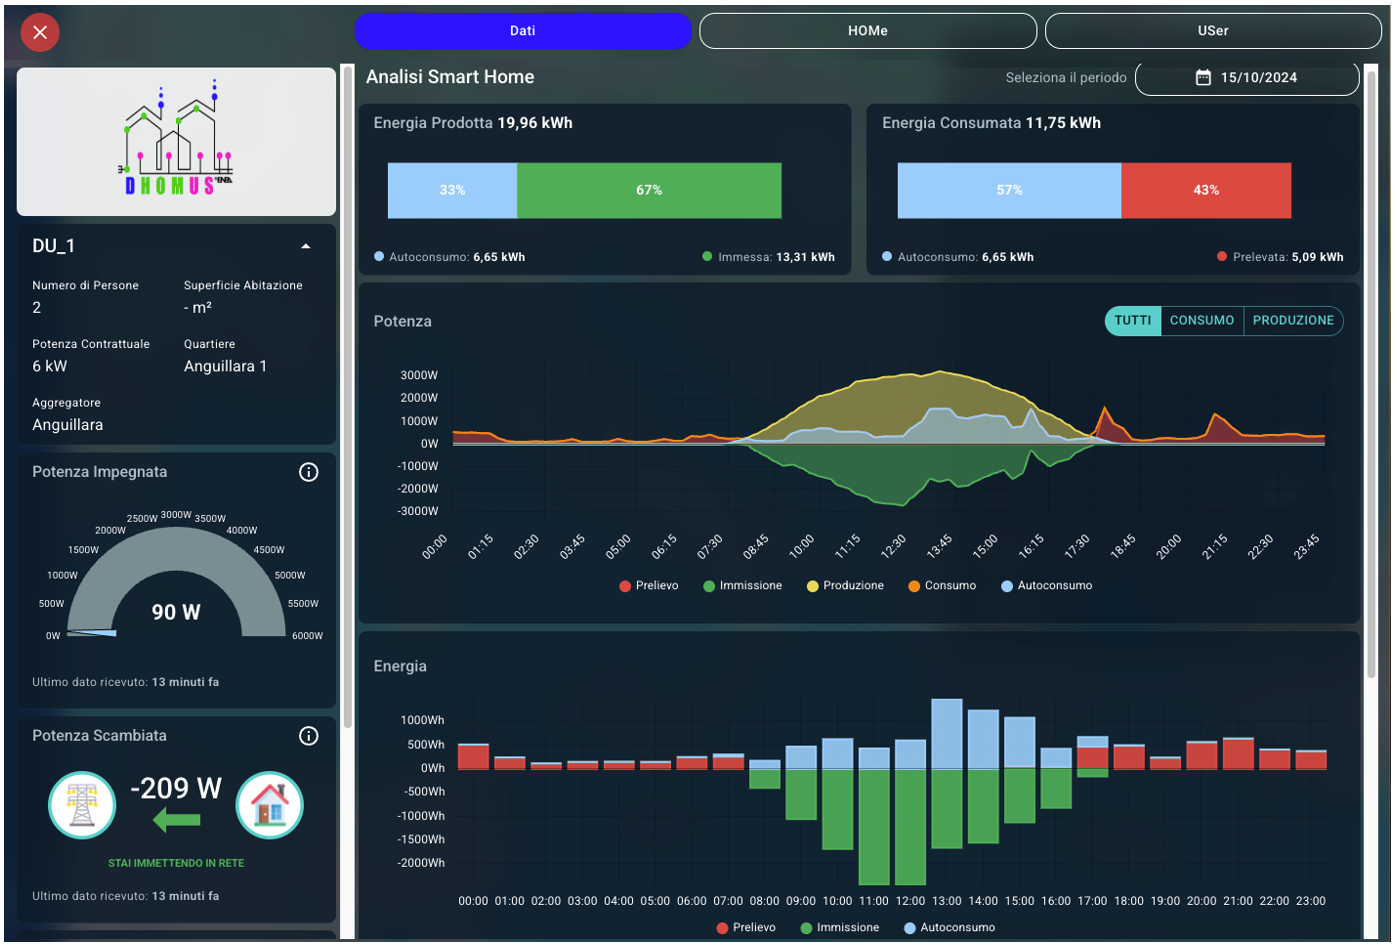 Dati
HOMe
USer
DHOMUS
ENEA
DU_1
Numero di Persone
Superficie Abitazione
2
- m²
Potenza Contrattuale
Quartiere
6 kW
Anguillara 1
Aggregatore
Anguillara
Potenza Impegnata
0W
500W
1000W
1500W
2000W
2500W
3000W
3500W
4000W
4500W
5000W
5500W
6000W
90 W
Ultimo dato ricevuto: 13 minuti fa
Potenza Scambiata
-209 W
STAI IMMETTENDO IN RETE
Ultimo dato ricevuto: 13 minuti fa
Analisi Smart Home
Seleziona il periodo
15/10/2024
Energia Prodotta 19,96 kWh
33%
67%
Autoconsumo: 6,65 kWh
Immessa: 13,31 kWh
Energia Consumata 11,75 kWh
57%
43%
Autoconsumo: 6,65 kWh
Prelevata: 5,09 kWh
Potenza
TUTTI CONSUMO PRODUZIONE
3000W
2000W
1000W
0W
-1000W
-2000W
-3000W
00:00 01:15 02:30 03:45 05:00 06:15 07:30 08:45 10:00 11:15 12:30 13:45 15:00 16:15 17:30 18:45 20:00 21:15 22:30 23:45
Prelievo Immissione Produzione Consumo Autoconsumo
Energia
1000Wh
500Wh
0Wh
-500Wh
-1000Wh
-1500Wh
-2000Wh
00:00 01:00 02:00 03:00 04:00 05:00 06:00 07:00 08:00 09:00 10:00 11:00 12:00 13:00 14:00 15:00 16:00 17:00 18:00 19:00 20:00 21:00 22:00 23:00
Prelievo Immissione Autoconsumo